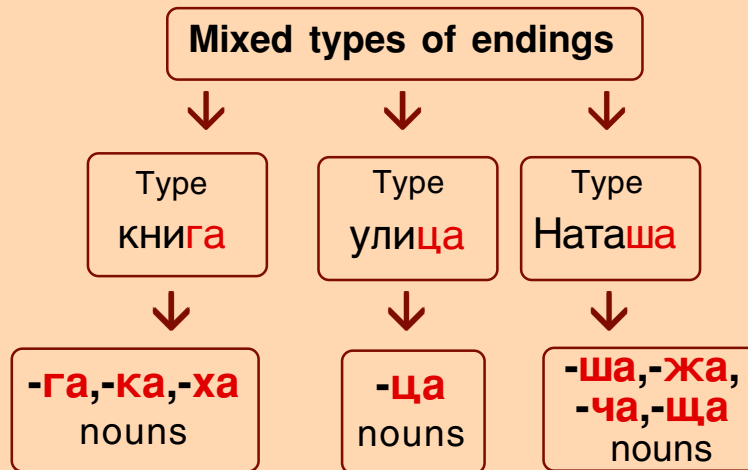 Mixed types of endings
Type
книга
Type
улица
Type
Наташа
-га,-ка,-ха
nouns
-ца
nouns
-ша,-жа,
-ча,-ща
nouns